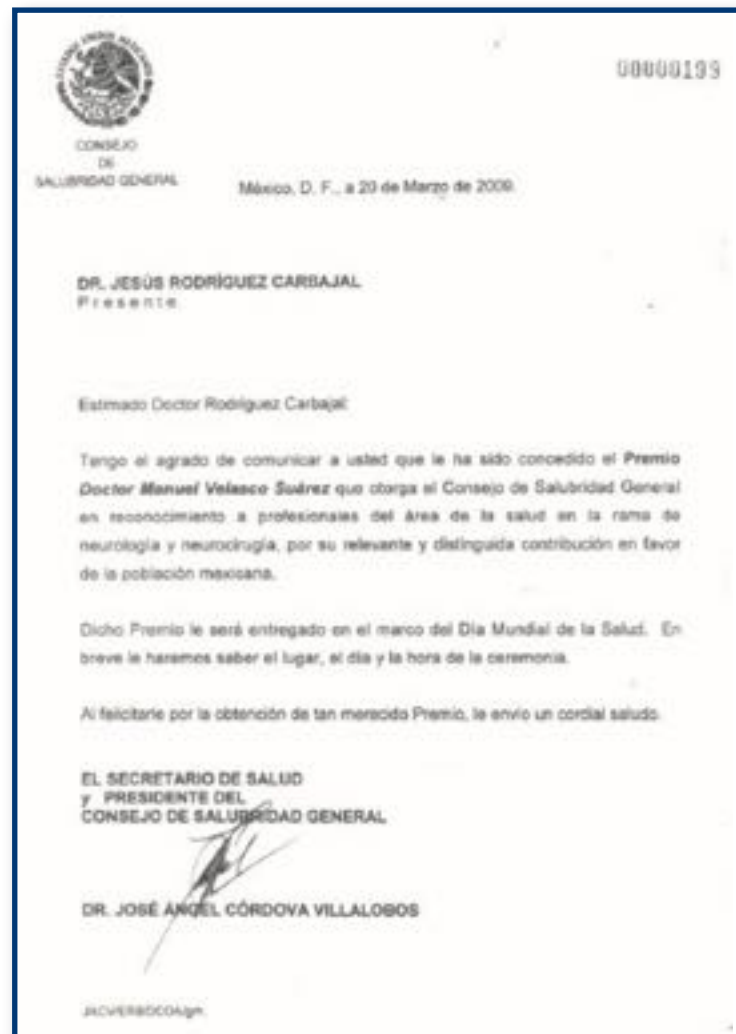 ESTADOS UNIDOS MEXICANOS
00000199
CONSEJO
DE
SALUBRIDAD GENERAL
México, D. F., a 20 de Marzo de 2009.
DR. JESÚS RODRÍGUEZ CARBAJAL
P r e s e n t e
Estimado Doctor Rodríguez Carbajal:
Tengo el agrado de comunicar a usted que le ha sido concedido el Premio
Doctor Manuel Velasco Suárez que otorga el Consejo de Salubridad General
en reconocimiento a profesionales del área de la salud en la rama de
neurología y neurocirugía, por su relevante y distinguida contribución en favor
de la población mexicana.
Dicho Premio le será entregado en el marco del Día Mundial de la Salud. En
breve le haremos saber el lugar, el día y la hora de la ceremonia.
Al felicitarle por la obtención de tan merecido Premio, le envío un cordial saludo.
EL SECRETARIO DE SALUD
y PRESIDENTE DEL
CONSEJO DE SALUBRIDAD GENERAL
DR. JOSÉ ÁNGEL CÓRDOVA VILLALOBOS